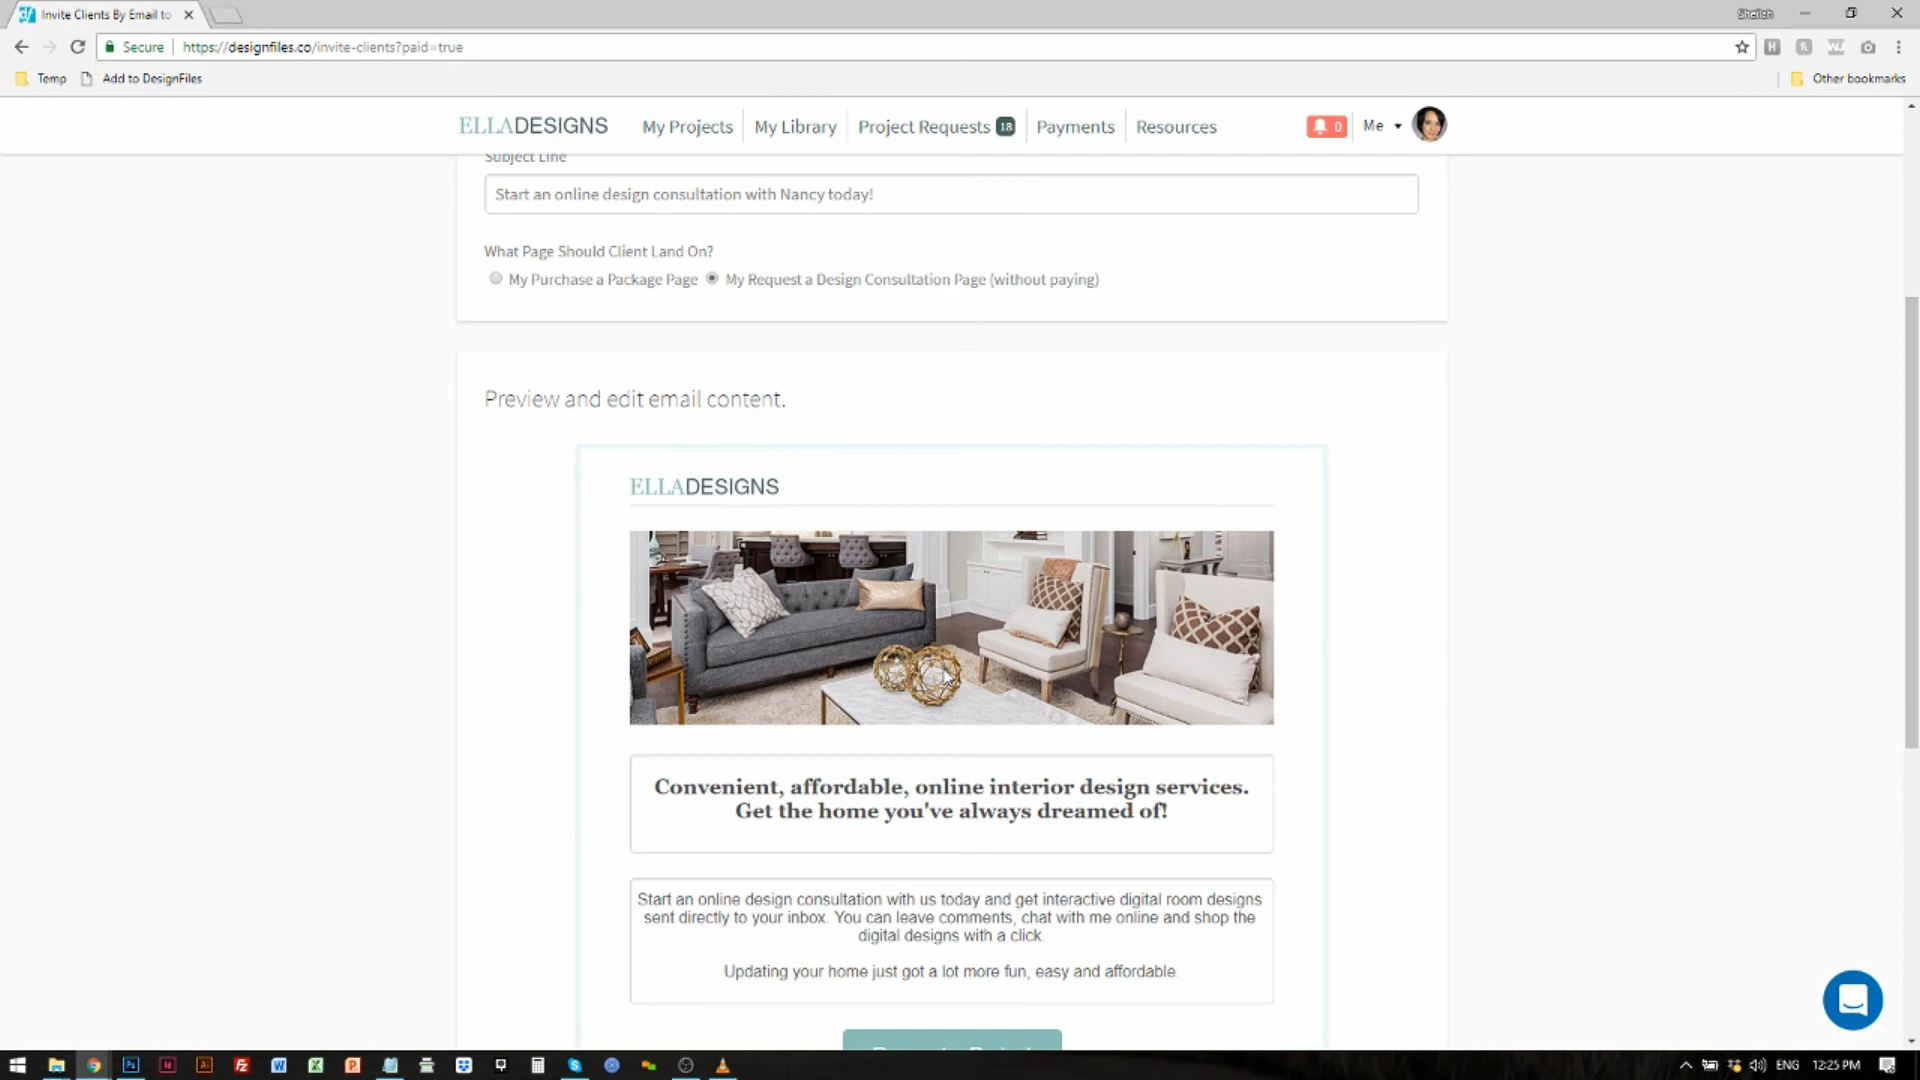 Invite Clients By Email to
Sheilah
Secure
https://designfiles.co/invite-clients?paid=true
Temp
Add to DesignFiles
Other bookmarks
ELLADESIGNS
My Projects
My Library
Project Requests 18
Payments
Resources
0
Me
Subject Line
Start an online design consultation with Nancy today!
What Page Should Client Land On?
My Purchase a Package Page
My Request a Design Consultation Page (without paying)
Preview and edit email content.
ELLADESIGNS
Convenient, affordable, online interior design services.
Get the home you've always dreamed of!
Start an online design consultation with us today and get interactive digital room designs
sent directly to your inbox. You can leave comments, chat with me online and shop the
digital designs with a click.
Updating your home just got a lot more fun, easy and affordable.
ENG
12:25 PM